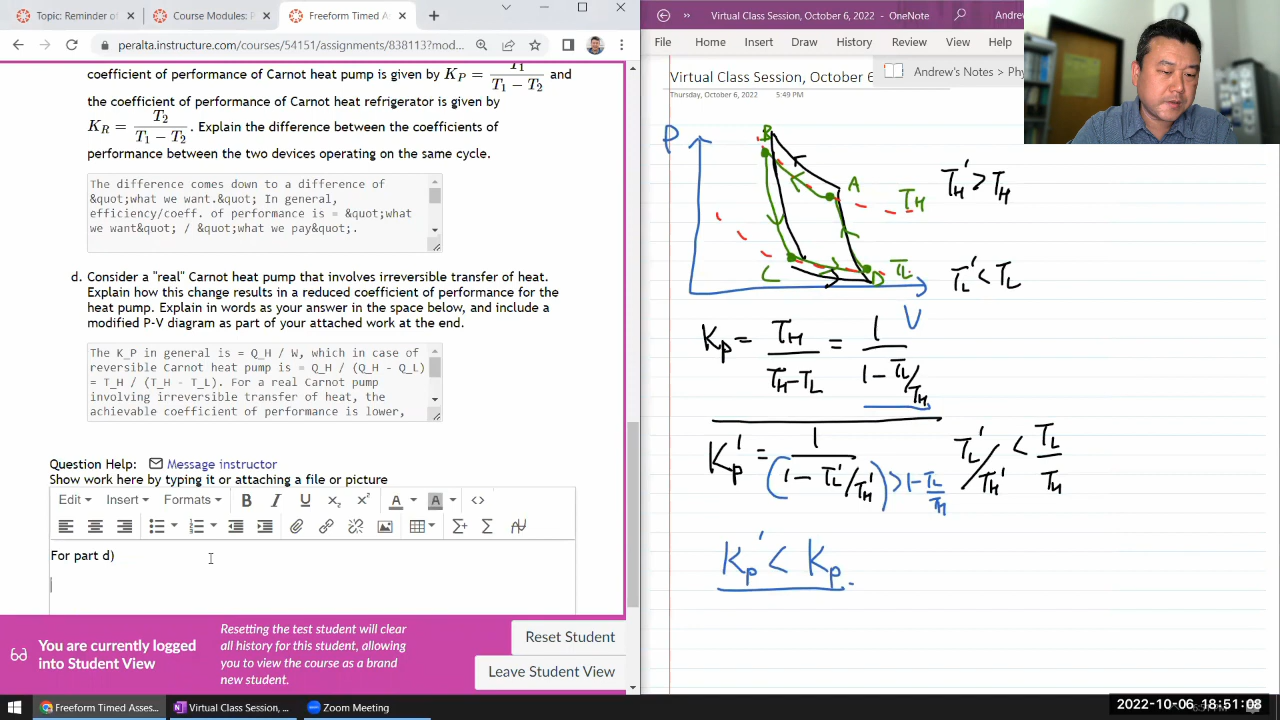 Topic: Reminder of
Course Modules: P
Freeform Timed As
peralta.instructure.com/courses/54151/assignments/838113?mod...
coefficient of performance of Carnot heat pump is given by K_P = T_1 / (T_1 − T_2) and
the coefficient of performance of Carnot heat refrigerator is given by
K_R = T_2 / (T_1 − T_2). Explain the difference between the coefficients of
performance between the two devices operating on the same cycle.
The difference comes down to a difference of
&quot;what we want.&quot; In general,
efficiency/coeff. of performance is = &quot;what
we want&quot; / &quot;what we pay&quot;.
d. Consider a "real" Carnot heat pump that involves irreversible transfer of heat.
Explain how this change results in a reduced coefficient of performance for the
heat pump. Explain in words as your answer in the space below, and include a
modified P-V diagram as part of your attached work at the end.
The K_P in general is = Q_H / W, which in case of
reversible Carnot heat pump is = Q_H / (Q_H - Q_L)
= T_H / (T_H - T_L). For a real Carnot pump
involving irreversible transfer of heat, the
achievable coefficient of performance is lower,
Question Help: Message instructor
Show work here by typing it or attaching a file or picture
Edit Insert Formats B I U x₂ x² A A <>
For part d)
You are currently logged
into Student View
Resetting the test student will clear
all history for this student, allowing
you to view the course as a brand
new student.
Reset Student
Leave Student View
Virtual Class Session, October 6, 2022 - OneNote
Andrew
File Home Insert Draw History Review View Help
Virtual Class Session, October 6
Andrew's Notes > Phy
Thursday, October 6, 2022 5:49 PM
P
B
A
T_H
C
D
T_L
V
T_H' > T_H
T_L' < T_L
K_P = T_H / (T_H − T_L) = 1 / (1 − T_L/T_H)
K_P' = 1 / (1 − T_L'/T_H') > 1 − T_L/T_H
T_L'/T_H' < T_L/T_H
K_P' < K_P.
Freeform Timed Asses...
Virtual Class Session, ...
Zoom Meeting
2022-10-06 18:51:08